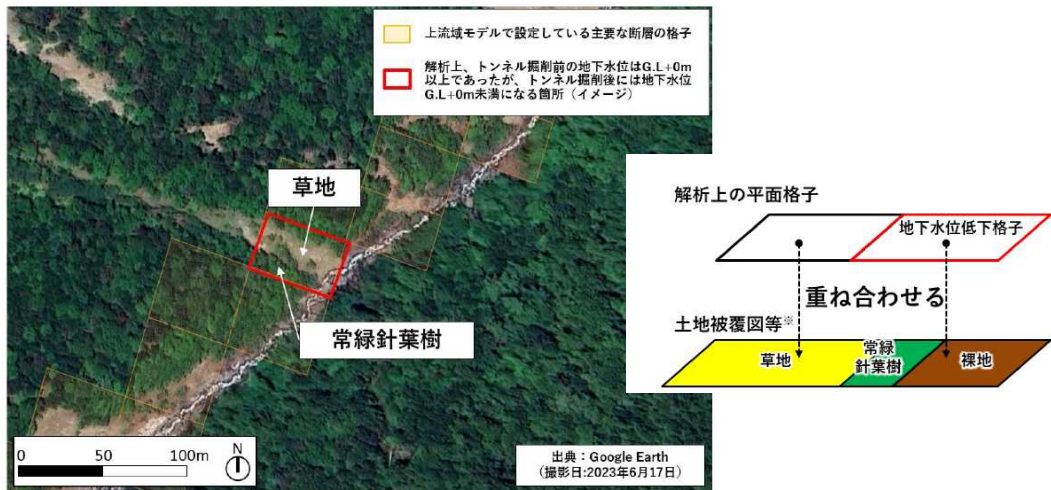 上流域モデルで設定している主要な断層の格子
解析上、トンネル掘削前の地下水位はG.L+0m
以上であったが、トンネル掘削後には地下水位
G.L+0m未満になる箇所（イメージ）
草地
常緑針葉樹
0 50 100m
N
出典：Google Earth
（撮影日:2023年6月17日）
解析上の平面格子
地下水位低下格子
重ね合わせる
土地被覆図等※
草地
常緑
針葉樹
裸地